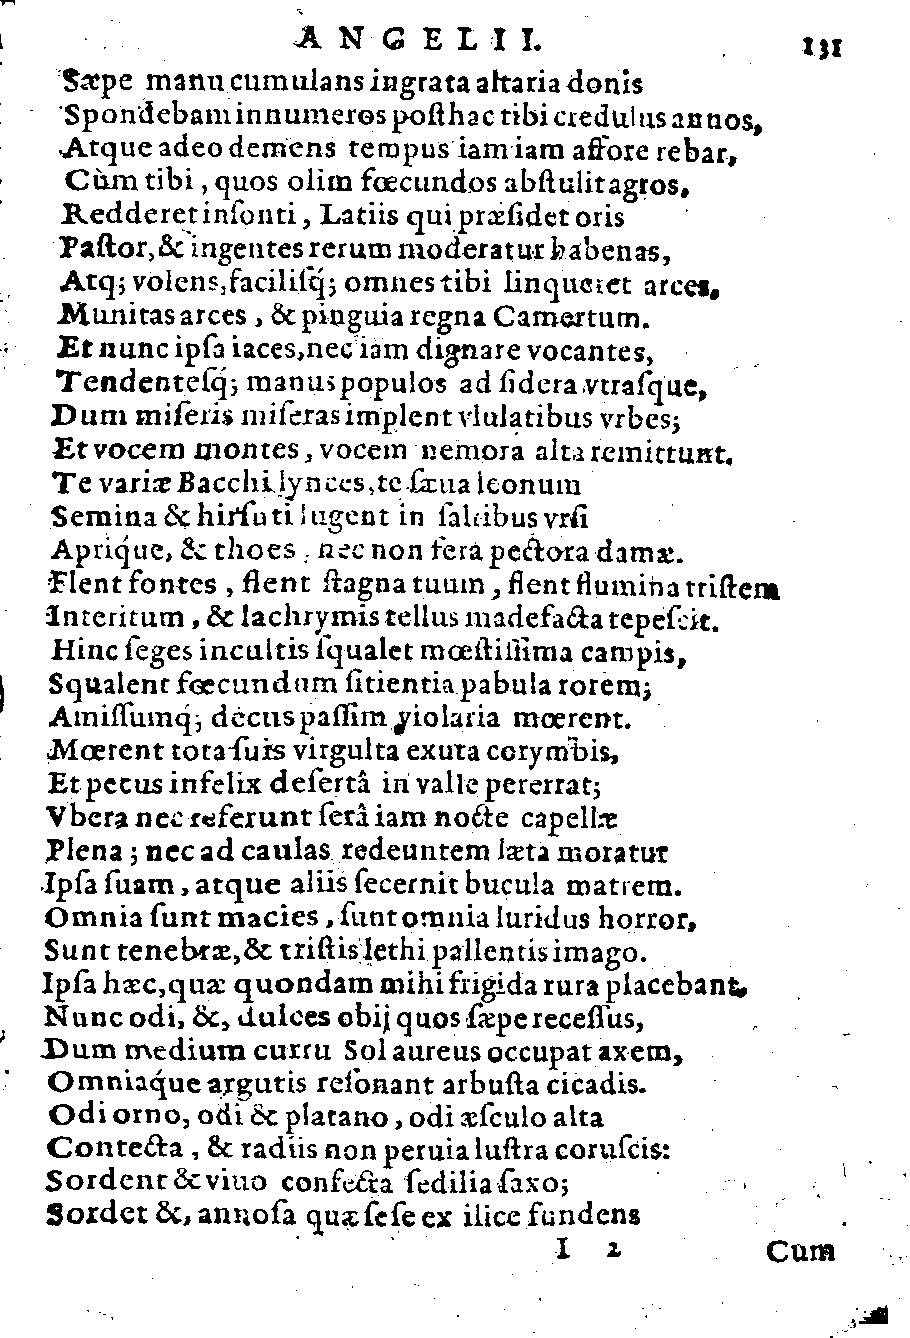 ANGELII. 131
Sæpe manu cumulans ingrata altaria donis
Spondebam innumeros posthac tibi credulus annos,
Atque adeo demens tempus iam iam affore rebar,
Cùm tibi, quos olim fœcundos abstulit agros,
Redderet insonti, Latiis qui præsidet oris
Pastor, & ingentes rerum moderatur habenas,
Atq; volens, facilisq́; omnes tibi linqueret arces,
Munitas arces, & pinguia regna Camertum.
Et nunc ipsa iaces, nec iam dignare vocantes,
Tendentesq́; manus populos ad sidera vtrasque,
Dum miseris miseras implent vlulatibus vrbes;
Et vocem montes, vocem nemora alta remittunt.
Te variæ Bacchi lynces, te sæua leonum
Semina & hirsuti lugent in saltibus vrsi
Apriq́ue, & thoes, nec non fera pectora damæ.
Flent fontes, flent stagna tuum, flent flumina tristem
Interitum, & lachrymis tellus madefacta tepescit.
Hinc seges incultis squalet mœstissima campis,
Squalent fœcundum sitientia pabula rorem;
Amissumq́; decus passim violaria mœrent.
Mœrent tota suis virgulta exuta corymbis,
Et pecus infelix desertâ in valle pererrat;
Vbera nec referunt serâ iam nocte capellæ
Plena; nec ad caulas redeuntem læta moratur
Ipsa suam, atque aliis secernit bucula matrem.
Omnia sunt macies, sunt omnia luridus horror,
Sunt tenebræ, & tristis lethi pallentis imago.
Ipsa hæc, quæ quondam mihi frigida rura placebant,
Nunc odi, &, dulces obij quos sæpe recessus,
Dum medium curru Sol aureus occupat axem,
Omniaq́ue argutis resonant arbusta cicadis.
Odi orno, odi & platano, odi æsculo alta
Contecta, & radiis non peruia lustra coruscis:
Sordent & viuo confecta sedilia saxo;
Sordet &, annosa quæ sese ex ilice fundens
I 2 Cum